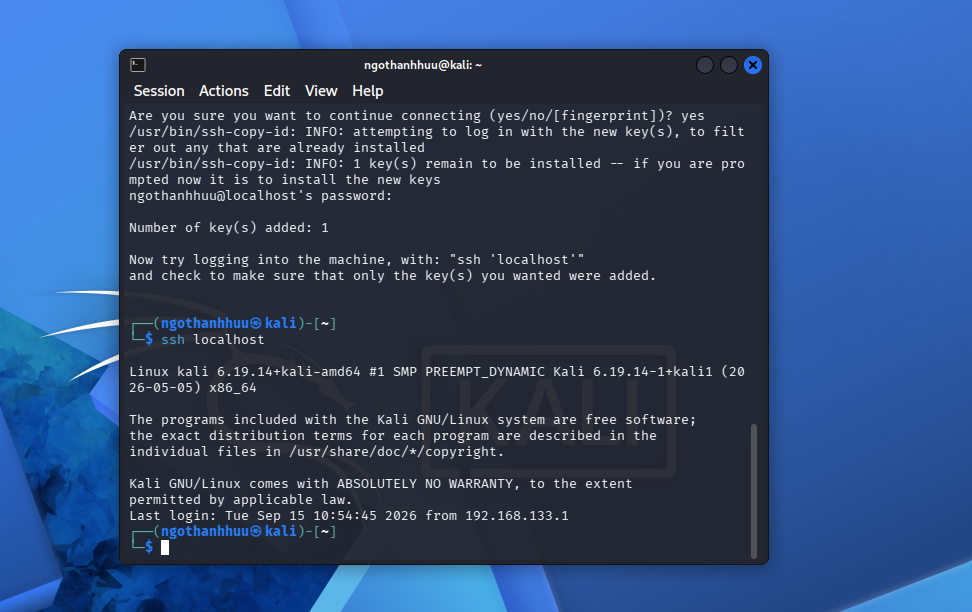 ngothanhhuu@kali: ~
Session Actions Edit View Help
Are you sure you want to continue connecting (yes/no/[fingerprint])? yes
/usr/bin/ssh-copy-id: INFO: attempting to log in with the new key(s), to filt
er out any that are already installed
/usr/bin/ssh-copy-id: INFO: 1 key(s) remain to be installed -- if you are pro
mpted now it is to install the new keys
ngothanhhuu@localhost's password:
Number of key(s) added: 1
Now try logging into the machine, with: "ssh 'localhost'"
and check to make sure that only the key(s) you wanted were added.
┌──(ngothanhhuu㉿kali)-[~]
└─$ ssh localhost
Linux kali 6.19.14+kali-amd64 #1 SMP PREEMPT_DYNAMIC Kali 6.19.14-1+kali1 (20
26-05-05) x86_64
The programs included with the Kali GNU/Linux system are free software;
the exact distribution terms for each program are described in the
individual files in /usr/share/doc/*/copyright.
Kali GNU/Linux comes with ABSOLUTELY NO WARRANTY, to the extent
permitted by applicable law.
Last login: Tue Sep 15 10:54:45 2026 from 192.168.133.1
┌──(ngothanhhuu㉿kali)-[~]
└─$
KALI